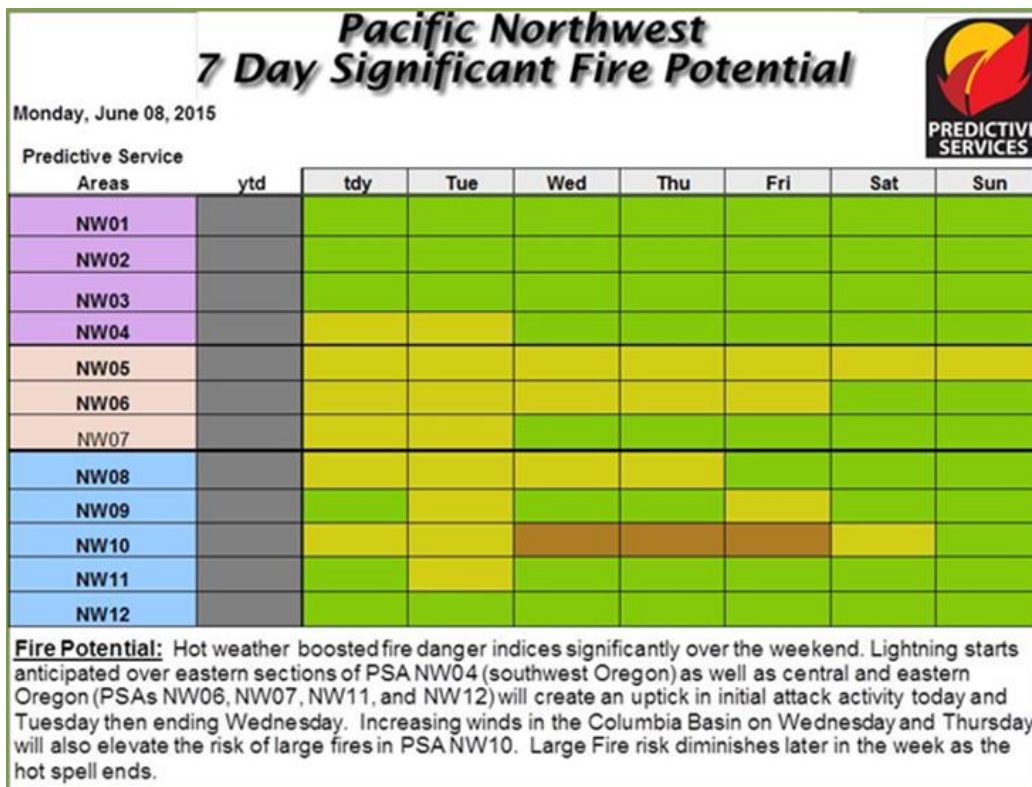 Pacific Northwest
7 Day Significant Fire Potential
Monday, June 08, 2015
PREDICTIVE
SERVICES
Predictive Service
Areas ytd tdy Tue Wed Thu Fri Sat Sun
NW01
NW02
NW03
NW04
NW05
NW06
NW07
NW08
NW09
NW10
NW11
NW12
Fire Potential: Hot weather boosted fire danger indices significantly over the weekend. Lightning starts
anticipated over eastern sections of PSA NW04 (southwest Oregon) as well as central and eastern
Oregon (PSAs NW06, NW07, NW11, and NW12) will create an uptick in initial attack activity today and
Tuesday then ending Wednesday. Increasing winds in the Columbia Basin on Wednesday and Thursday
will also elevate the risk of large fires in PSA NW10. Large Fire risk diminishes later in the week as the
hot spell ends.